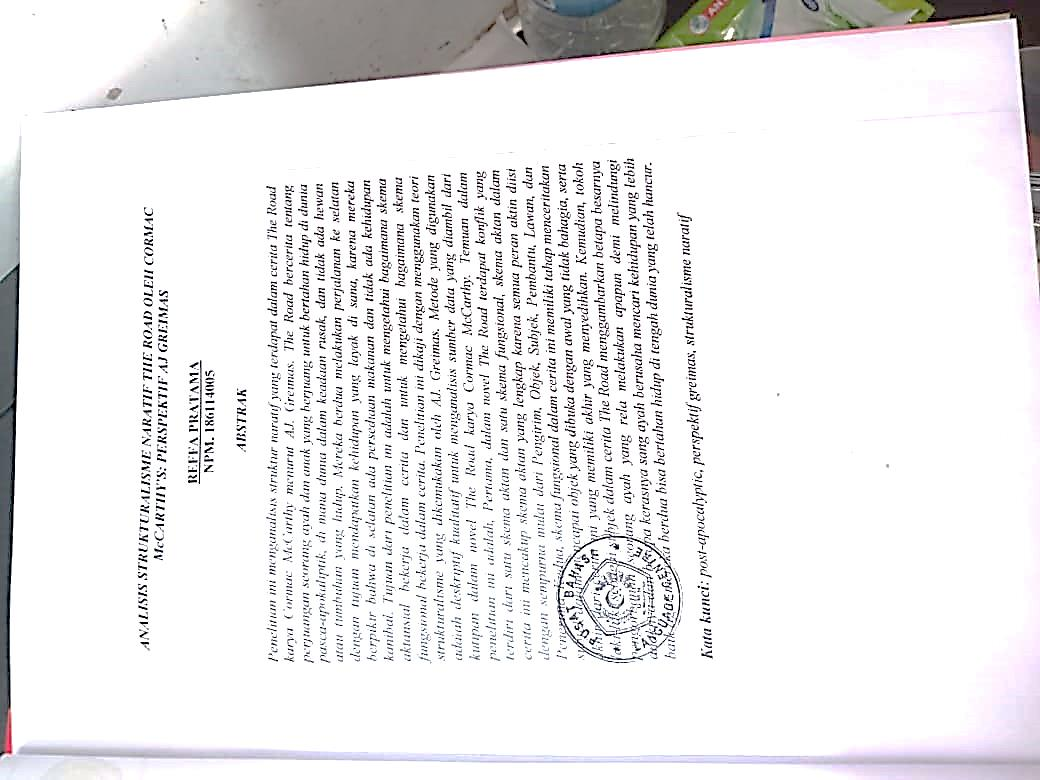 ANALISIS STRUKTURALISME NARATIF THE ROAD OLEH CORMAC
McCARTHY'S: PERSPEKTIF AJ GREIMAS
REFFA PRATAMA
NPM. 186114005
ABSTRAK
Penelitian ini menganalisis struktur naratif yang terdapat dalam cerita The Road
karya Cormac McCarthy menurut AJ. Greimas. The Road bercerita tentang
perjuangan seorang ayah dan anak yang berjuang untuk bertahan hidup di dunia
pasca-apokaliptik, di mana dunia dalam keadaan rusak, dan tidak ada hewan
atau tumbuhan yang hidup. Mereka berdua melakukan perjalanan ke selatan
dengan tujuan mendapatkan kehidupan yang layak di sana, karena mereka
berpikir bahwa di selatan ada persediaan makanan dan tidak ada kehidupan
kanibal. Tujuan dari penelitian ini adalah untuk mengetahui bagaimana skema
aktansial bekerja dalam cerita dan untuk mengetahui bagaimana skema
fungsional bekerja dalam cerita. Penelitian ini dikaji dengan menggunakan teori
strukturalisme yang dikemukan oleh AJ. Greimas. Metode yang digunakan
adalah deskriptif kualitatif untuk menganalisis sumber data yang diambil dari
kutipan dalam novel The Road karya Cormac McCarthy. Temuan dalam
penelitian ini adalah, Pertama, dalam novel The Road terdapat konflik yang
terdiri dari satu skema aktan dan satu skema fungsional, skema aktan dalam
cerita ini mencakup skema aktan yang lengkap karena semua peran aktin diisi
dengan sempurna mulai dari Pengirim, Objek, Subjek, Pembantu, Lawan, dan
skema fungsional dalam cerita ini memiliki tahap menceritakan
objek yang dibuka dengan awal yang tidak bahagia, serta
yang memiliki akhir yang menyedihkan. Kemudian, tokoh
dalam cerita The Road menggambarkan betapa besarnya
seorang ayah yang rela melakukan apapun demi melindungi
kerasnya sang ayah berusaha mencari kehidupan yang lebih
berdua bisa bertahan hidup di tengah dunia yang telah hancur.
PUSAT BAHASA
LANGUAGE CENTRE
Kata kunci: post-apocalyptic, perspektif greimas, strukturalisme naratif